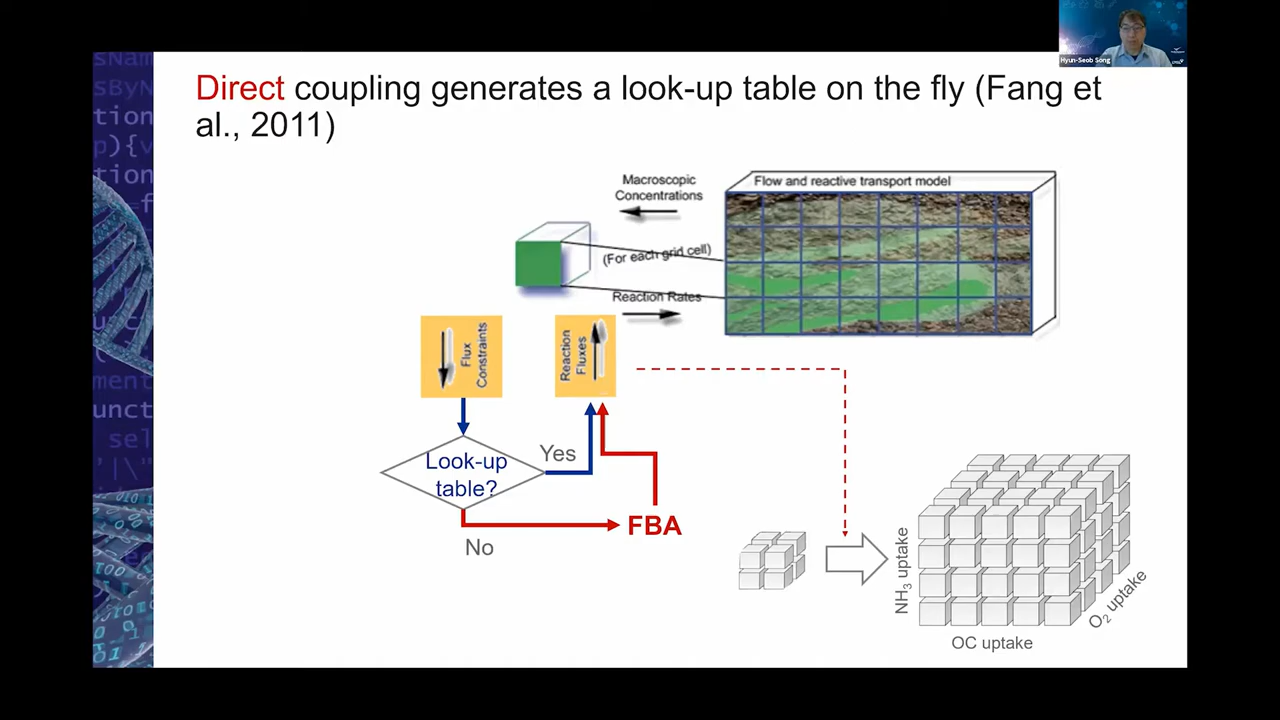 Hyun-Seob Song
Direct coupling generates a look-up table on the fly (Fang et
al., 2011)
Macroscopic
Concentrations
Flow and reactive transport model
(For each grid cell)
Reaction Rates
Flux
Constraints
Reaction
Fluxes
Look-up
table?
Yes
No
FBA
NH3 uptake
O2 uptake
OC uptake